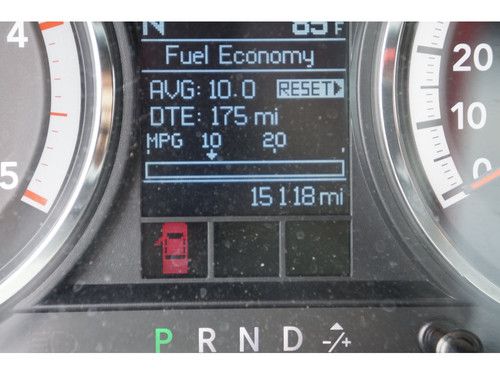 N 85F
4 Fuel Economy
AVG: 10.0 RESET
DTE: 175 mi 20
MPG 10 20
5 10
15118 mi 0
P R N D -/+